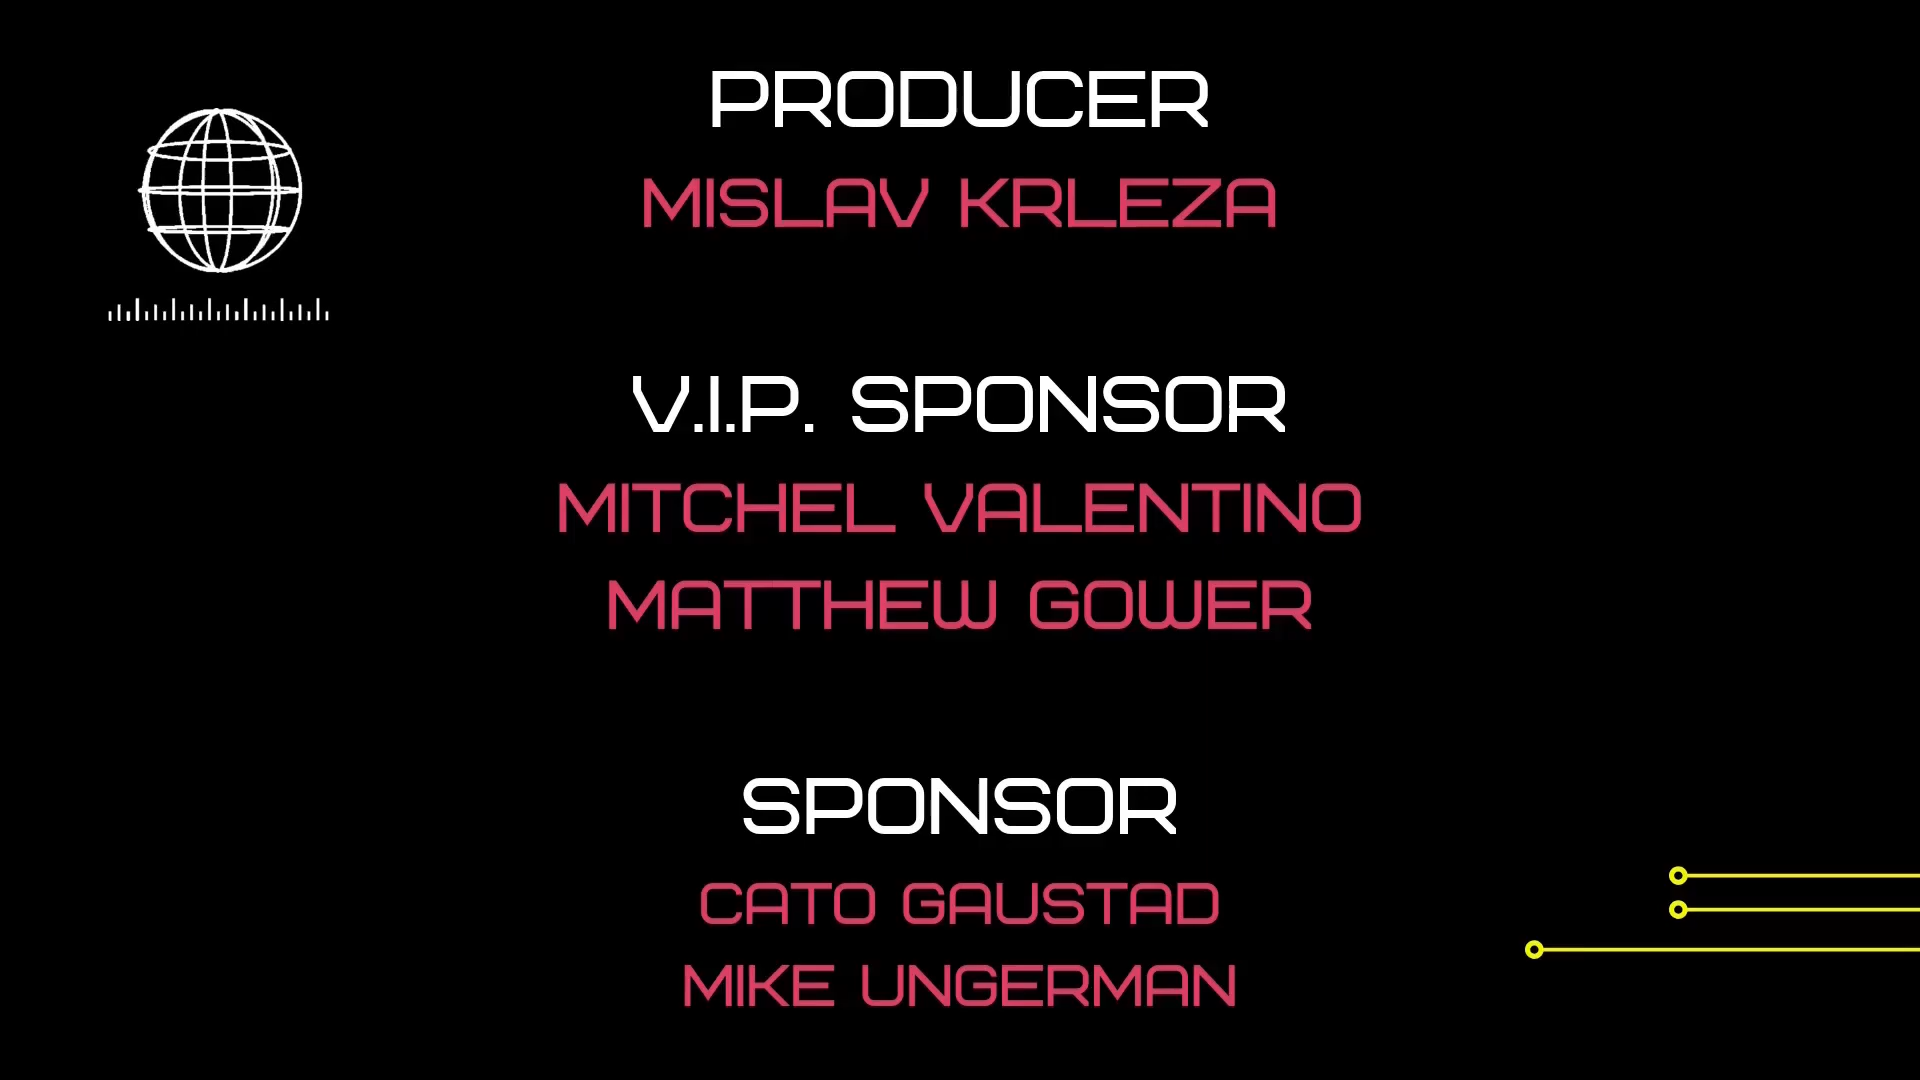 PRODUCER
MISLAV KRLEZA
V.I.P. SPONSOR
MITCHEL VALENTINO
MATTHEW GOWER
SPONSOR
CATO GAUSTAD
MIKE UNGERMAN